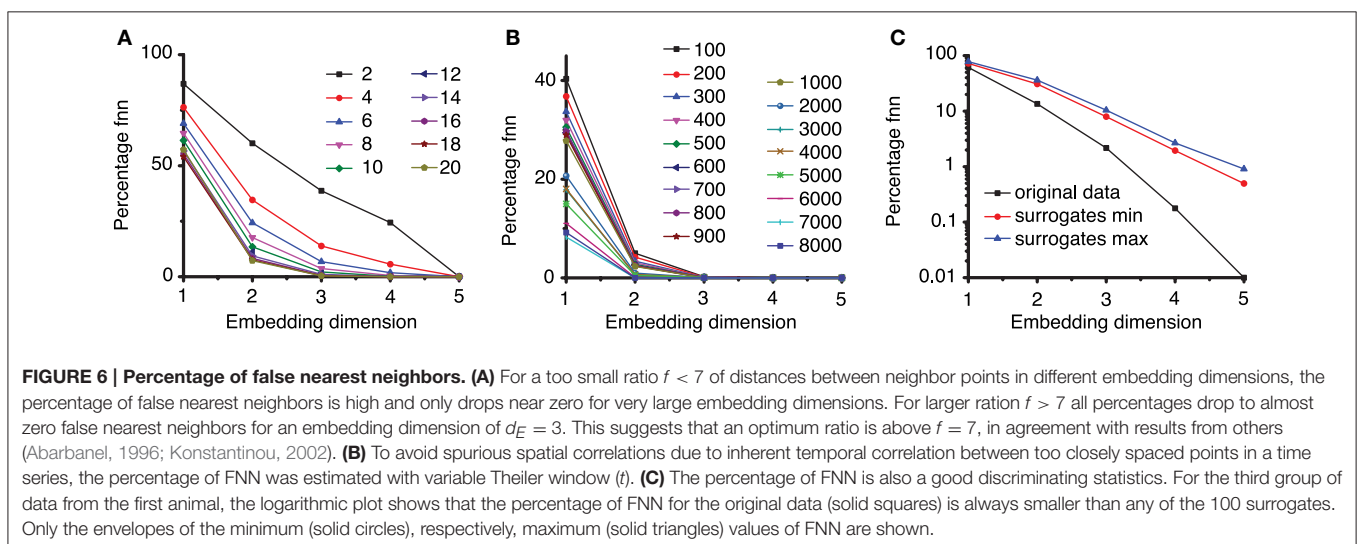 A
100
50
0
Percentage fnn
2
4
6
8
10
12
14
16
18
20
1 2 3 4 5
Embedding dimension
B
40
20
0
Percentage fnn
100
200
300
400
500
600
700
800
900
1000
2000
3000
4000
5000
6000
7000
8000
1 2 3 4 5
Embedding dimension
C
100
10
1
0.1
0.01
Percentage fnn
original data
surrogates min
surrogates max
1 2 3 4 5
Embedding dimension
FIGURE 6 | Percentage of false nearest neighbors. (A) For a too small ratio f < 7 of distances between neighbor points in different embedding dimensions, the
percentage of false nearest neighbors is high and only drops near zero for very large embedding dimensions. For larger ration f > 7 all percentages drop to almost
zero false nearest neighbors for an embedding dimension of dE = 3. This suggests that an optimum ratio is above f = 7, in agreement with results from others
(Abarbanel, 1996; Konstantinou, 2002). (B) To avoid spurious spatial correlations due to inherent temporal correlation between too closely spaced points in a time
series, the percentage of FNN was estimated with variable Theiler window (t). (C) The percentage of FNN is also a good discriminating statistics. For the third group of
data from the first animal, the logarithmic plot shows that the percentage of FNN for the original data (solid squares) is always smaller than any of the 100 surrogates.
Only the envelopes of the minimum (solid circles), respectively, maximum (solid triangles) values of FNN are shown.